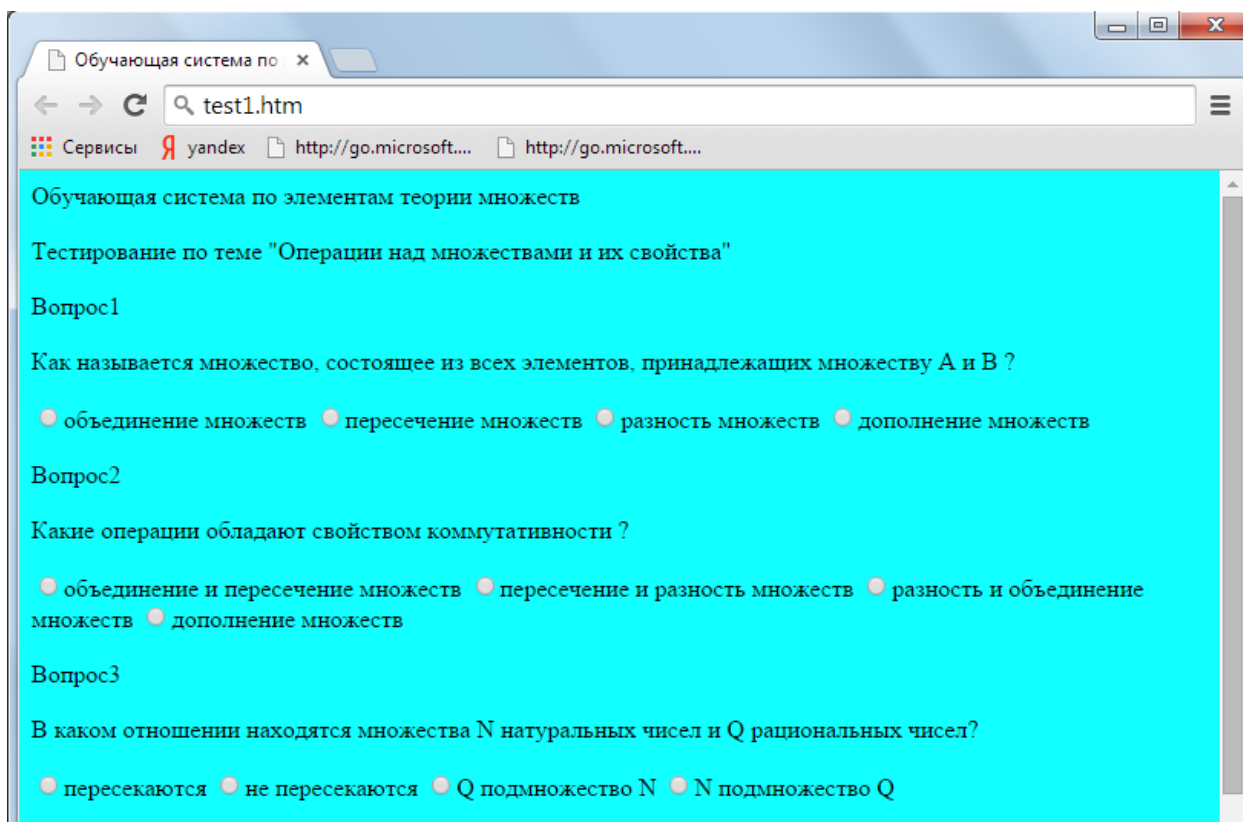 Обучающая система по
test1.htm
Сервисы yandex http://go.microsoft.... http://go.microsoft....
Обучающая система по элементам теории множеств
Тестирование по теме "Операции над множествами и их свойства"
Вопрос1
Как называется множество, состоящее из всех элементов, принадлежащих множеству A и B ?
объединение множеств пересечение множеств разность множеств дополнение множеств
Вопрос2
Какие операции обладают свойством коммутативности ?
объединение и пересечение множеств пересечение и разность множеств разность и объединение
множеств дополнение множеств
Вопрос3
В каком отношении находятся множества N натуральных чисел и Q рациональных чисел?
пересекаются не пересекаются Q подмножество N N подмножество Q